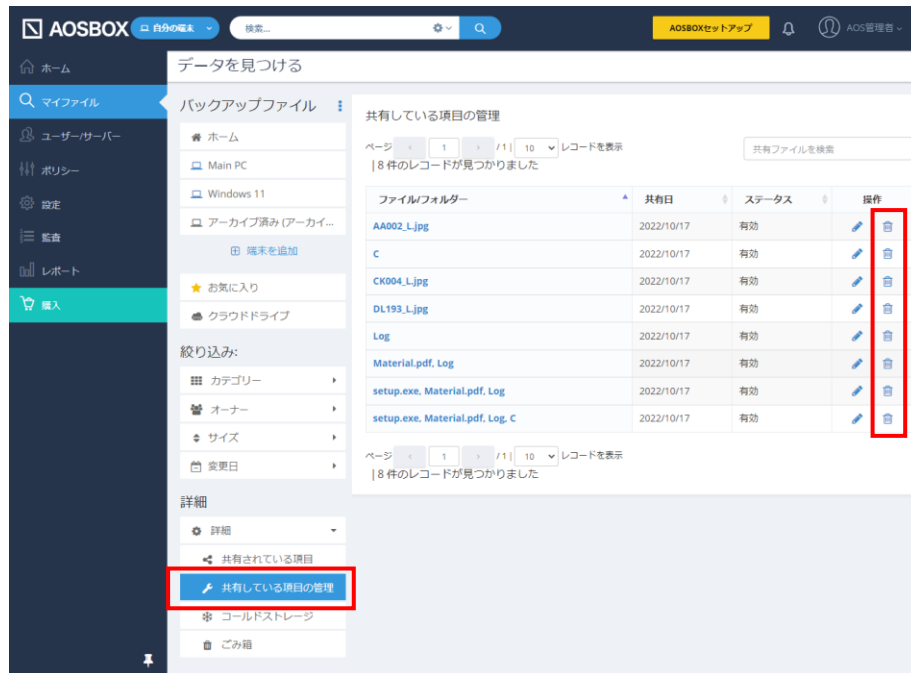 AOSBOX 自分の端末 検索... AOSBOXセットアップ AOS管理者
ホーム
マイファイル
ユーザー/サーバー
ポリシー
設定
監査
レポート
購入
データを見つける
バックアップファイル
ホーム
Main PC
Windows 11
アーカイブ済み (アーカイ...
端末を追加
お気に入り
クラウドドライブ
絞り込み:
カテゴリー
オーナー
サイズ
変更日
詳細
詳細
共有されている項目
共有している項目の管理
コールドストレージ
ごみ箱
共有している項目の管理
ページ 1 / 1 | 10 レコードを表示
| 8 件のレコードが見つかりました
共有ファイルを検索
ファイル/フォルダー 共有日 ステータス 操作
AA002_L.jpg 2022/10/17 有効
C 2022/10/17 有効
CK004_L.jpg 2022/10/17 有効
DL193_L.jpg 2022/10/17 有効
Log 2022/10/17 有効
Material.pdf, Log 2022/10/17 有効
setup.exe, Material.pdf, Log 2022/10/17 有効
setup.exe, Material.pdf, Log, C 2022/10/17 有効
ページ 1 / 1 | 10 レコードを表示
| 8 件のレコードが見つかりました